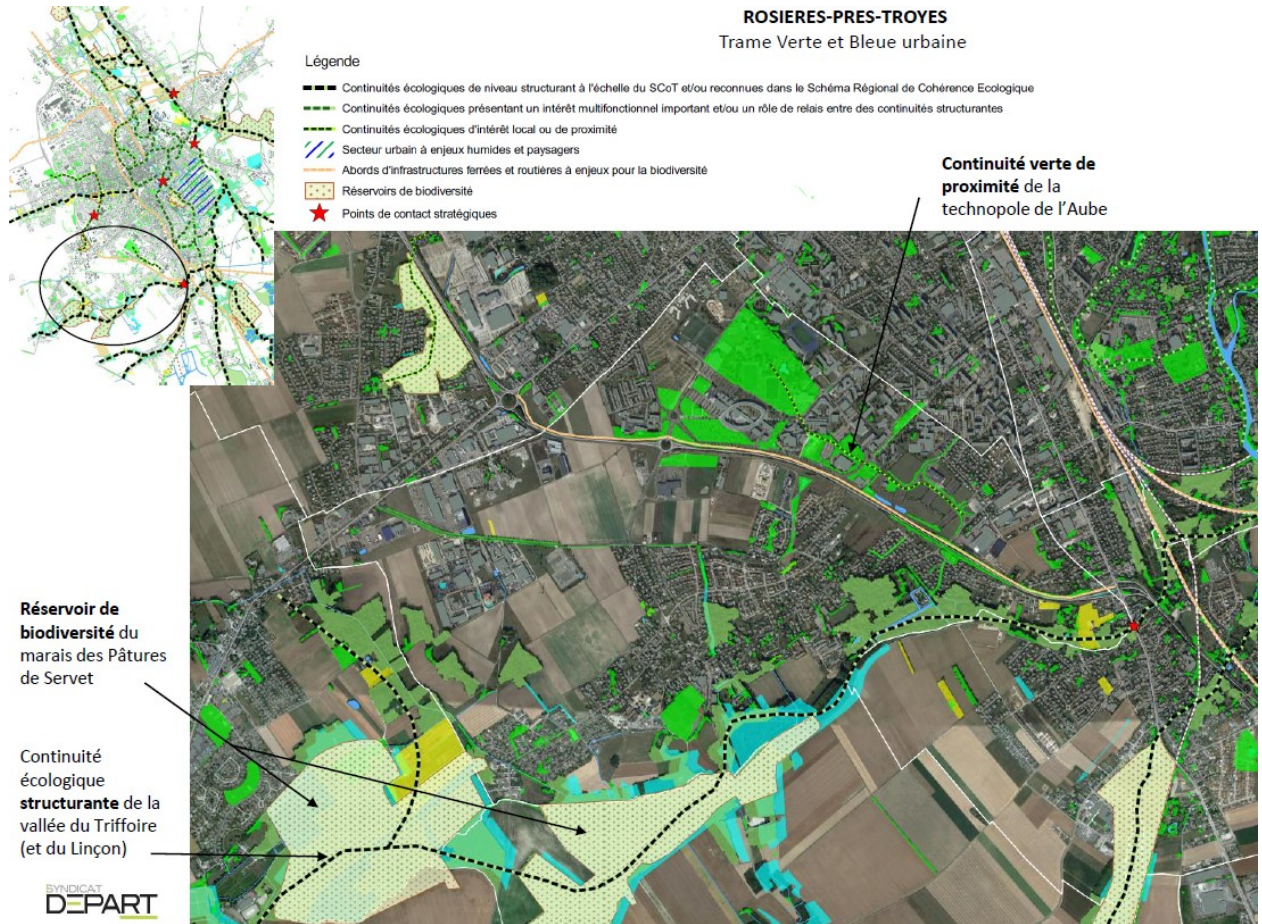 ROSIERES-PRES-TROYES
Trame Verte et Bleue urbaine
Légende
Continuités écologiques de niveau structurant à l'échelle du SCoT et/ou reconnues dans le Schéma Régional de Cohérence Ecologique
Continuités écologiques présentant un intérêt multifonctionnel important et/ou un rôle de relais entre des continuités structurantes
Continuités écologiques d'intérêt local ou de proximité
Secteur urbain à enjeux humides et paysagers
Abords d'infrastructures ferrées et routières à enjeux pour la biodiversité
Réservoirs de biodiversité
Points de contact stratégiques
Continuité verte de
proximité de la
technopole de l'Aube
Réservoir de
biodiversité du
marais des Pâtures
de Servet
Continuité
écologique
structurante de la
vallée du Triffoire
(et du Linçon)
SYNDICAT
DEPART